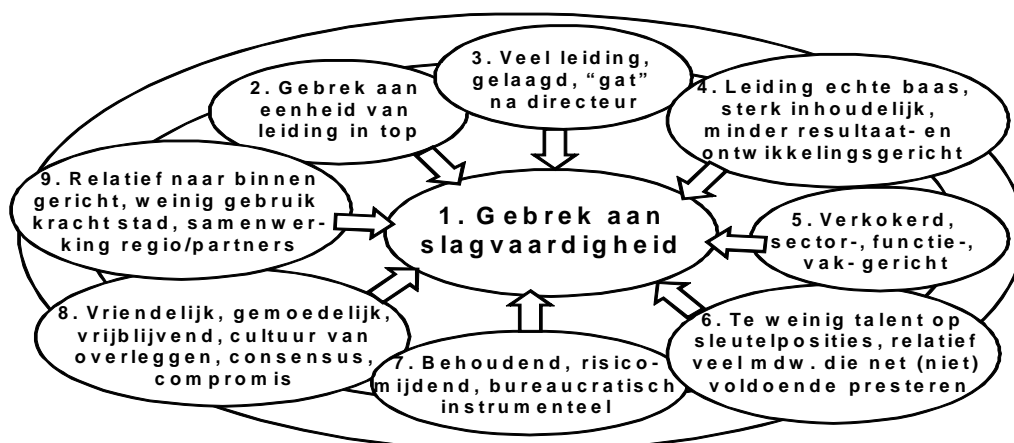 1. Gebrek aan
slagvaardigheid
2. Gebrek aan
eenheid van
leiding in top
3. Veel leiding,
gelaagd, “gat”
na directeur
4. Leiding echte baas,
sterk inhoudelijk,
minder resultaat- en
ontwikkelingsgericht
5. Verkokerd,
sector-, functie-,
vak-gericht
6. Te weinig talent op
sleutelposities, relatief
veel mdw. die net (niet)
voldoende presteren
7. Behoudend, risico-
mijdend, bureaucratisch
instrumenteel
8. Vriendelijk, gemoedelijk,
vrijblijvend, cultuur van
overleggen, consensus,
compromis
9. Relatief naar binnen
gericht, weinig gebruik
kracht stad, samenwer-
king regio/partners